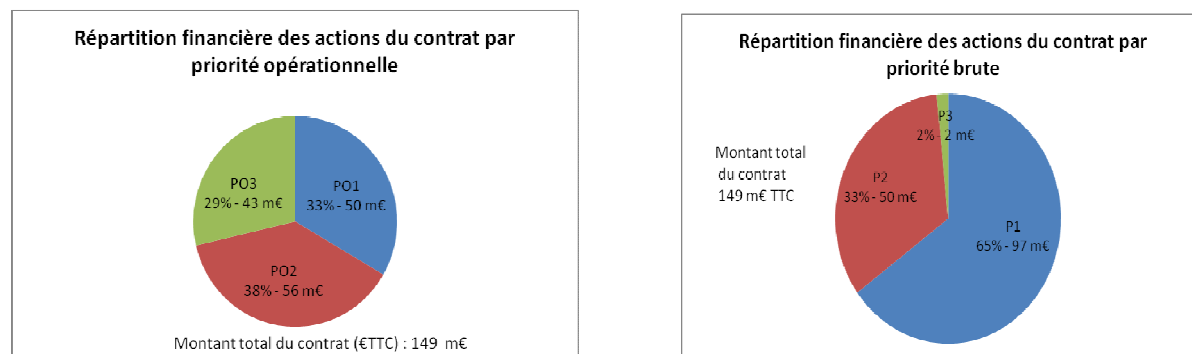 Répartition financière des actions du contrat par
priorité opérationnelle
PO3
29% - 43 m€
PO1
33% - 50 m€
PO2
38% - 56 m€
Montant total du contrat (€TTC) : 149 m€
Répartition financière des actions du contrat par
priorité brute
Montant total
du contrat
149 m€ TTC
P3
2% - 2 m€
P2
33% - 50 m€
P1
65% - 97 m€